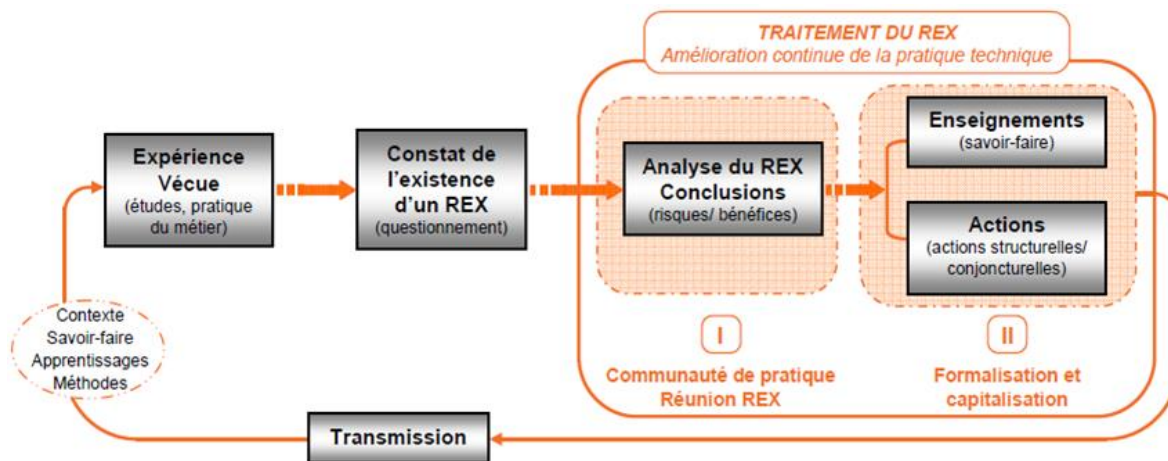 TRAITEMENT DU REX
Amélioration continue de la pratique technique
Expérience
Vécue
(études, pratique
du métier)
Constat de
l'existence
d'un REX
(questionnement)
Analyse du REX
Conclusions
(risques/ bénéfices)
Enseignements
(savoir-faire)
Actions
(actions structurelles/
conjoncturelles)
I
Communauté de pratique
Réunion REX
II
Formalisation et
capitalisation
Contexte
Savoir-faire
Apprentissages
Méthodes
Transmission